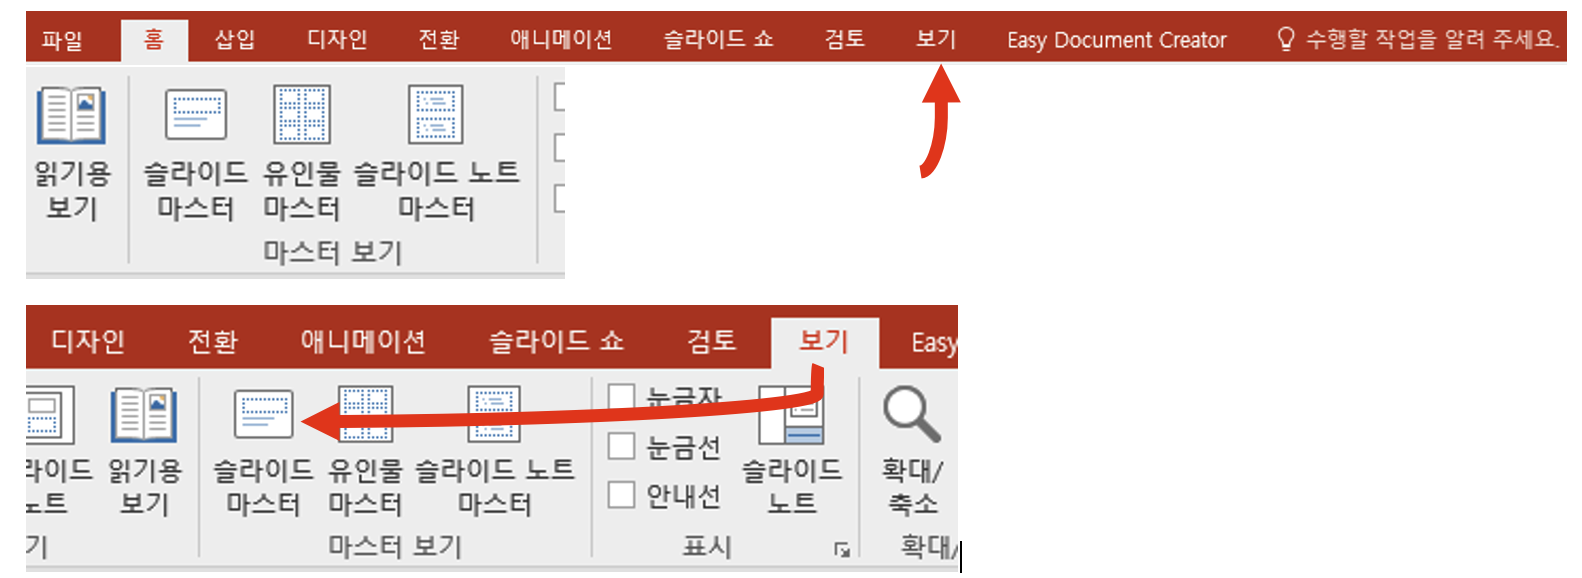 파일 홈 삽입 디자인 전환 애니메이션 슬라이드 쇼 검토 보기 Easy Document Creator 수행할 작업을 알려 주세요.
읽기용 슬라이드 유인물 슬라이드 노트
보기 마스터 마스터 마스터
마스터 보기
디자인 전환 애니메이션 슬라이드 쇼 검토 보기 Easy
눈금자
눈금선
라이드 읽기용 슬라이드 유인물 슬라이드 노트 슬라이드 확대/
노트 보기 마스터 마스터 마스터 안내선 노트 축소
기 마스터 보기 표시 확대/